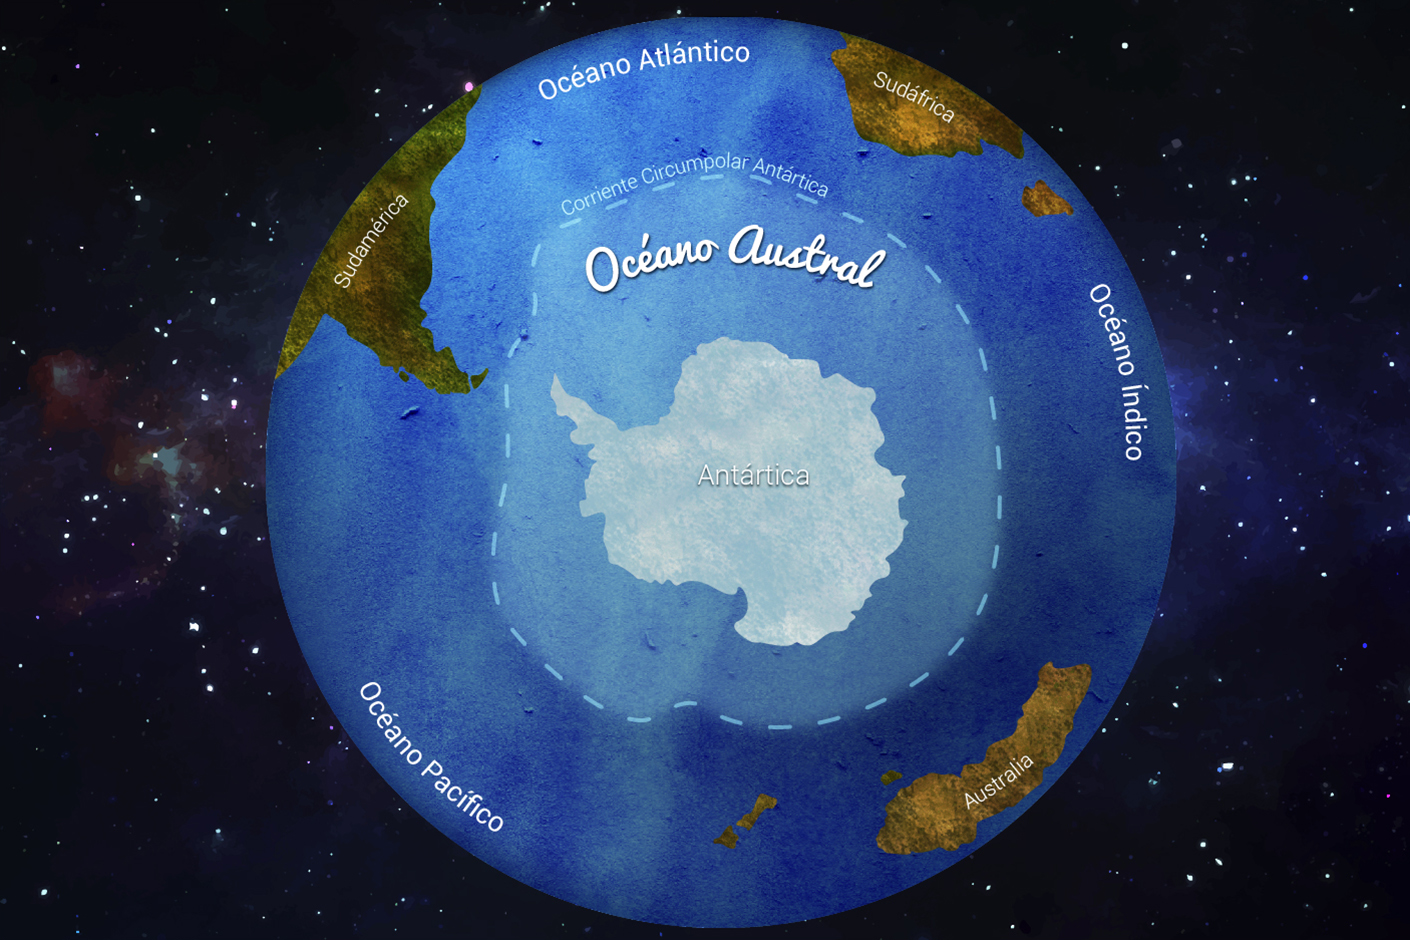 Océano Atlántico
Sudáfrica
Corriente Circumpolar Antártica
Sudamérica
Océano Austral
Océano Índico
Antártica
Océano Pacífico
Australia